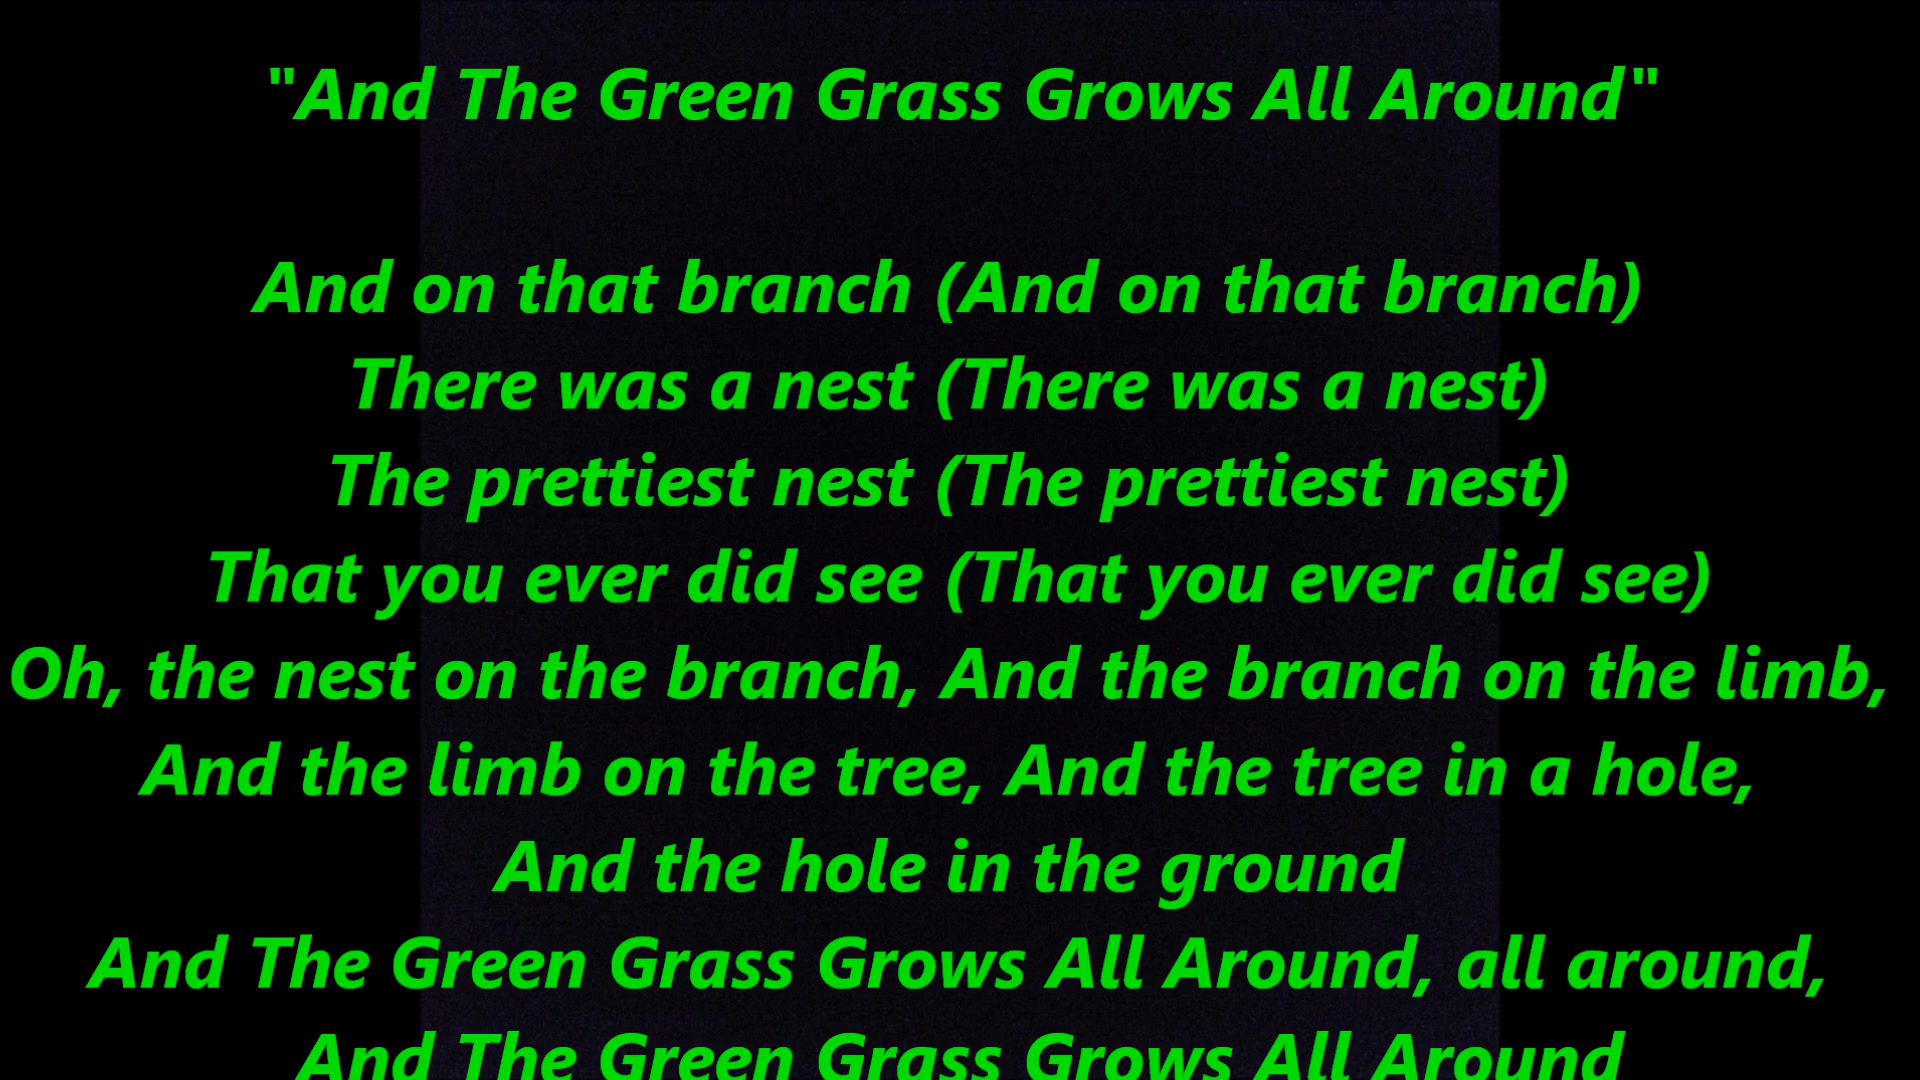 "And The Green Grass Grows All Around"
And on that branch (And on that branch)
There was a nest (There was a nest)
The prettiest nest (The prettiest nest)
That you ever did see (That you ever did see)
Oh, the nest on the branch, And the branch on the limb,
And the limb on the tree, And the tree in a hole,
And the hole in the ground
And The Green Grass Grows All Around, all around,
And The Green Grass Grows All Around